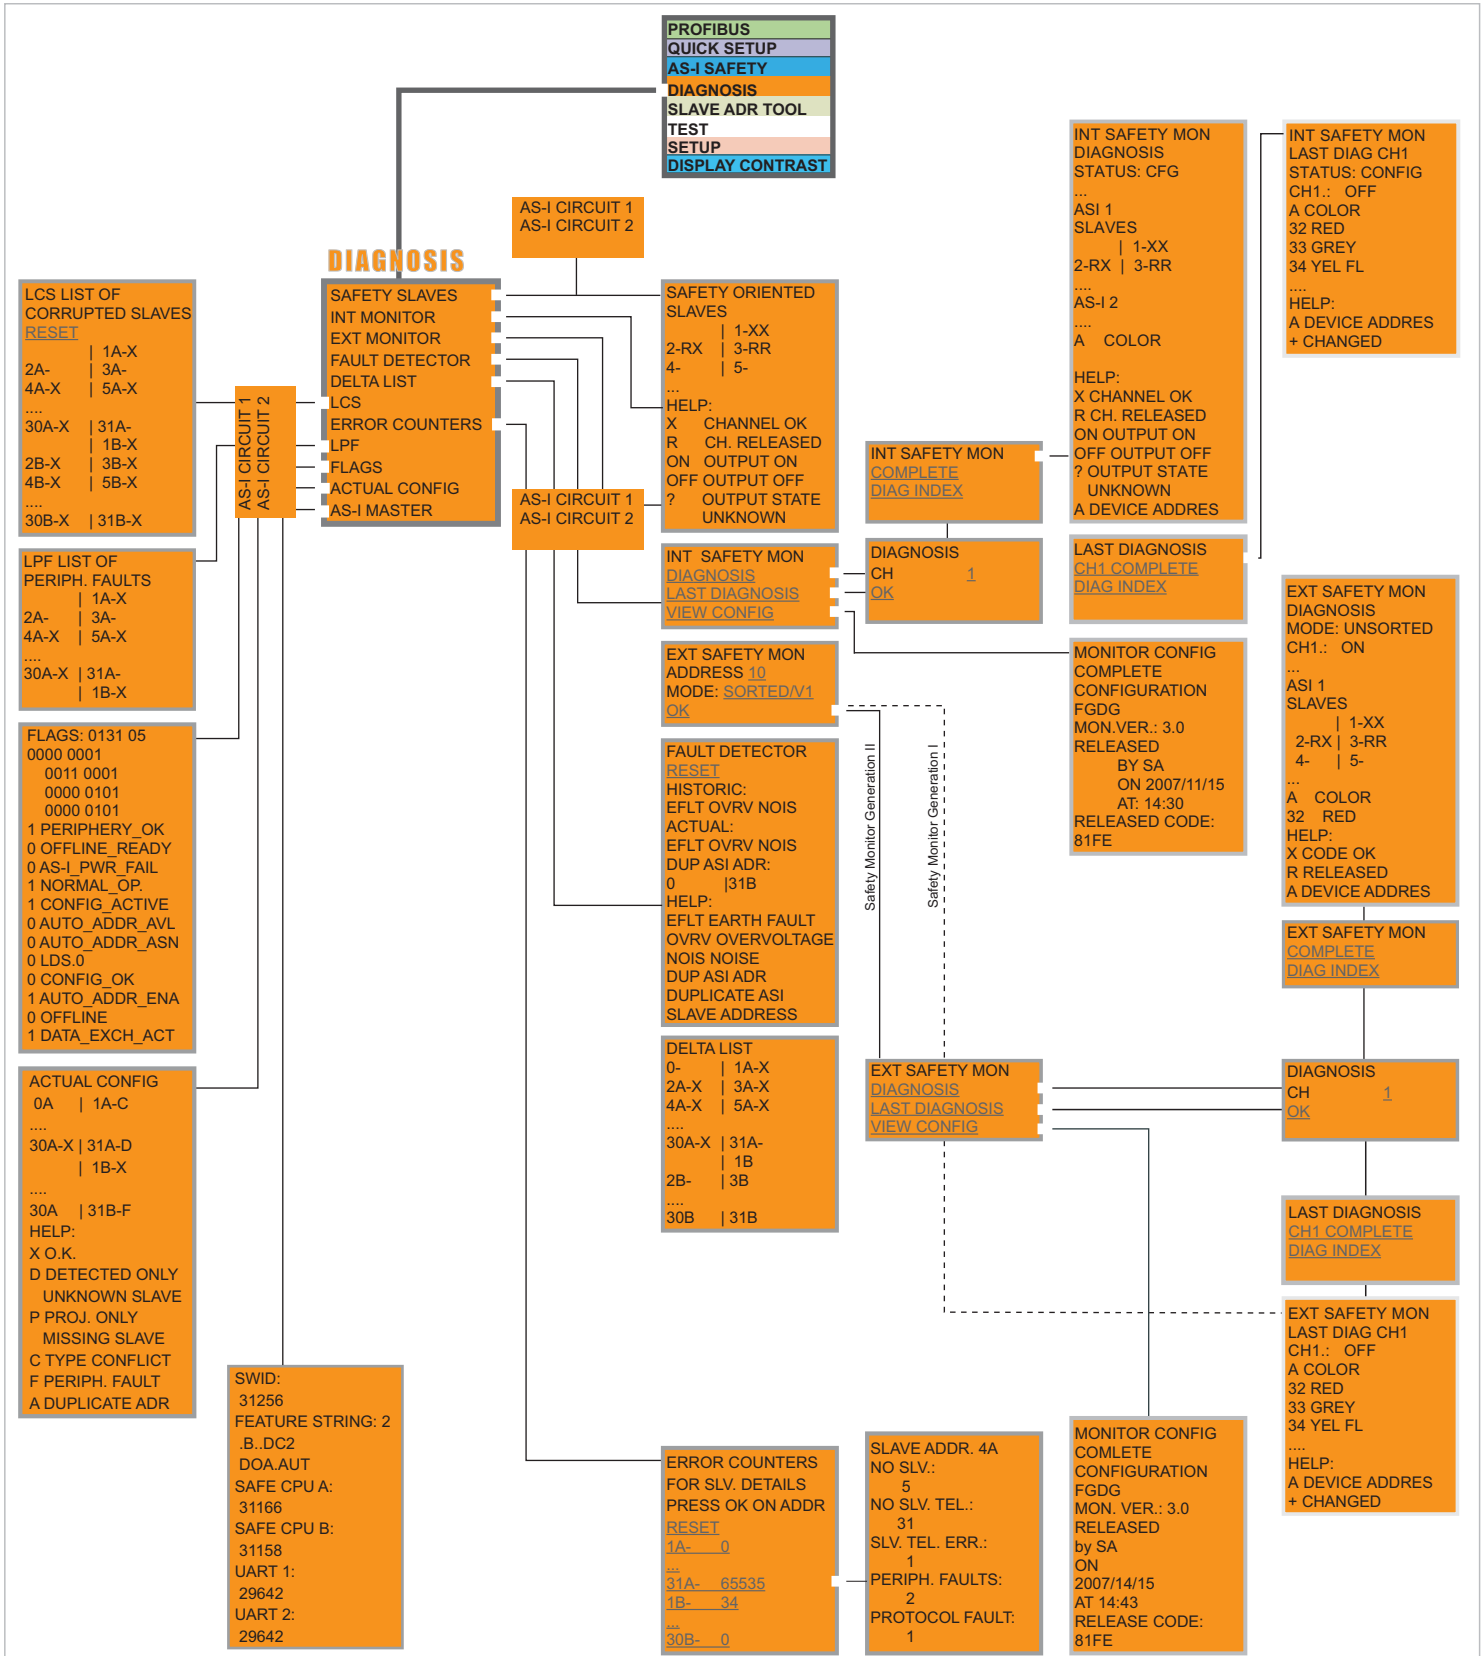 PROFIBUS
QUICK SETUP
AS-I SAFETY
DIAGNOSIS
SLAVE ADR TOOL
TEST
SETUP
DISPLAY CONTRAST
AS-I CIRCUIT 1
AS-I CIRCUIT 2
DIAGNOSIS
SAFETY SLAVES
INT MONITOR
EXT MONITOR
FAULT DETECTOR
DELTA LIST
LCS
ERROR COUNTERS
LPF
FLAGS
ACTUAL CONFIG
AS-I MASTER
AS-I CIRCUIT 1
AS-I CIRCUIT 2
LCS LIST OF
CORRUPTED SLAVES
RESET
| 1A-X
2A- | 3A-
4A-X | 5A-X
....
30A-X | 31A-
| 1B-X
2B-X | 3B-X
4B-X | 5B-X
....
30B-X | 31B-X
LPF LIST OF
PERIPH. FAULTS
| 1A-X
2A- | 3A-
4A-X | 5A-X
....
30A-X | 31A-
| 1B-X
FLAGS: 0131 05
0000 0001
0011 0001
0000 0101
0000 0101
1 PERIPHERY_OK
0 OFFLINE_READY
0 AS-I_PWR_FAIL
1 NORMAL_OP.
1 CONFIG_ACTIVE
0 AUTO_ADDR_AVL
0 AUTO_ADDR_ASN
0 LDS.0
0 CONFIG_OK
1 AUTO_ADDR_ENA
0 OFFLINE
1 DATA_EXCH_ACT
ACTUAL CONFIG
0A | 1A-C
....
30A-X | 31A-D
| 1B-X
....
30A | 31B-F
HELP:
X O.K.
D DETECTED ONLY
UNKNOWN SLAVE
P PROJ. ONLY
MISSING SLAVE
C TYPE CONFLICT
F PERIPH. FAULT
A DUPLICATE ADR
SWID:
31256
FEATURE STRING: 2
.B..DC2
DOA.AUT
SAFE CPU A:
31166
SAFE CPU B:
31158
UART 1:
29642
UART 2:
29642
SAFETY ORIENTED
SLAVES
| 1-XX
2-RX | 3-RR
4- | 5-
...
HELP:
X CHANNEL OK
R CH. RELEASED
ON OUTPUT ON
OFF OUTPUT OFF
? OUTPUT STATE
UNKNOWN
AS-I CIRCUIT 1
AS-I CIRCUIT 2
INT SAFETY MON
DIAGNOSIS
LAST DIAGNOSIS
VIEW CONFIG
EXT SAFETY MON
ADDRESS 10
MODE: SORTED/V1
OK
FAULT DETECTOR
RESET
HISTORIC:
EFLT OVRV NOIS
ACTUAL:
EFLT OVRV NOIS
DUP ASI ADR:
0 |31B
HELP:
EFLT EARTH FAULT
OVRV OVERVOLTAGE
NOIS NOISE
DUP ASI ADR
DUPLICATE ASI
SLAVE ADDRESS
DELTA LIST
0- | 1A-X
2A-X | 3A-X
4A-X | 5A-X
....
30A-X | 31A-
| 1B
2B- | 3B
....
30B | 31B
ERROR COUNTERS
FOR SLV. DETAILS
PRESS OK ON ADDR
RESET
1A- 0
...
31A- 65535
1B- 34
...
30B- 0
SLAVE ADDR. 4A
NO SLV.:
5
NO SLV. TEL.:
31
SLV. TEL. ERR.:
1
PERIPH. FAULTS:
2
PROTOCOL FAULT:
1
INT SAFETY MON
COMPLETE
DIAG INDEX
DIAGNOSIS
CH 1
OK
Safety Monitor Generation II
Safety Monitor Generation I
EXT SAFETY MON
DIAGNOSIS
LAST DIAGNOSIS
VIEW CONFIG
INT SAFETY MON
DIAGNOSIS
STATUS: CFG
...
ASI 1
SLAVES
| 1-XX
2-RX | 3-RR
....
AS-I 2
....
A COLOR
HELP:
X CHANNEL OK
R CH. RELEASED
ON OUTPUT ON
OFF OUTPUT OFF
? OUTPUT STATE
UNKNOWN
A DEVICE ADDRES
LAST DIAGNOSIS
CH1 COMPLETE
DIAG INDEX
MONITOR CONFIG
COMPLETE
CONFIGURATION
FGDG
MON.VER.: 3.0
RELEASED
BY SA
ON 2007/11/15
AT: 14:30
RELEASED CODE:
81FE
INT SAFETY MON
LAST DIAG CH1
STATUS: CONFIG
CH1.: OFF
A COLOR
32 RED
33 GREY
34 YEL FL
....
HELP:
A DEVICE ADDRES
+ CHANGED
EXT SAFETY MON
DIAGNOSIS
MODE: UNSORTED
CH1.: ON
...
ASI 1
SLAVES
| 1-XX
2-RX | 3-RR
4- | 5-
...
A COLOR
32 RED
HELP:
X CODE OK
R RELEASED
A DEVICE ADDRES
EXT SAFETY MON
COMPLETE
DIAG INDEX
DIAGNOSIS
CH 1
OK
LAST DIAGNOSIS
CH1 COMPLETE
DIAG INDEX
EXT SAFETY MON
LAST DIAG CH1
CH1.: OFF
A COLOR
32 RED
33 GREY
34 YEL FL
....
HELP:
A DEVICE ADDRES
+ CHANGED
MONITOR CONFIG
COMLETE
CONFIGURATION
FGDG
MON. VER.: 3.0
RELEASED
by SA
ON
2007/14/15
AT 14:43
RELEASE CODE:
81FE